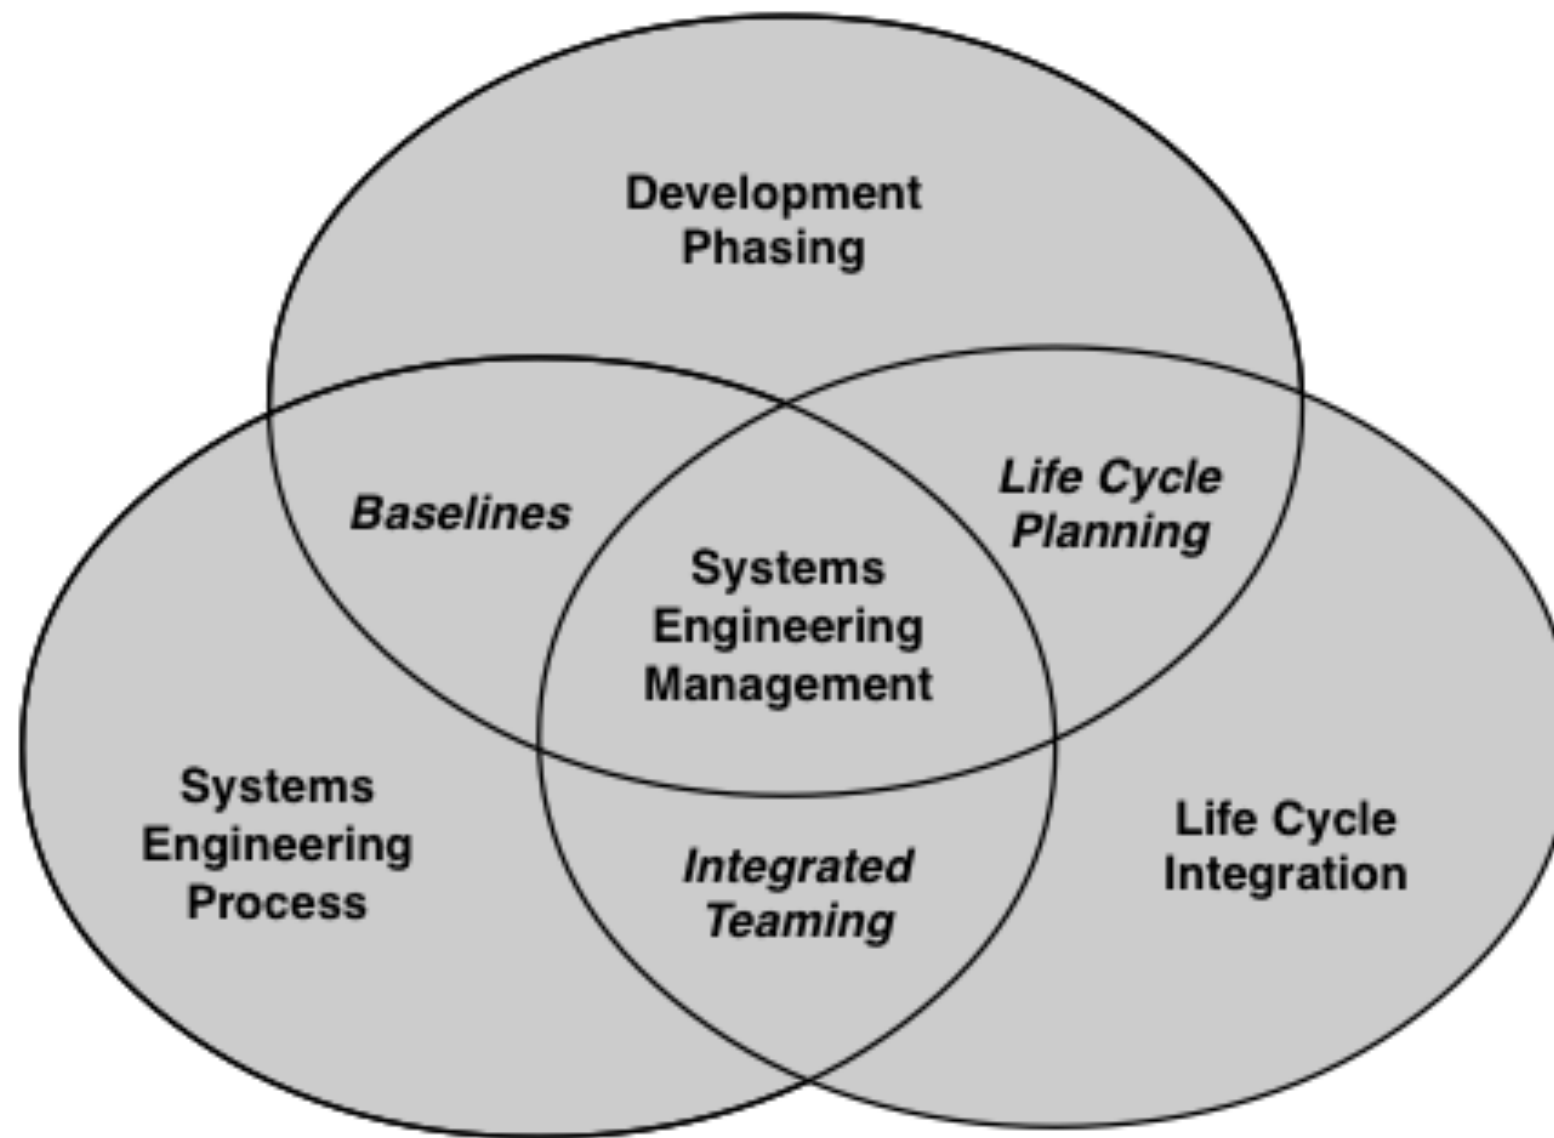 Development
Phasing
Baselines
Life Cycle
Planning
Systems
Engineering
Management
Systems
Engineering
Process
Integrated
Teaming
Life Cycle
Integration